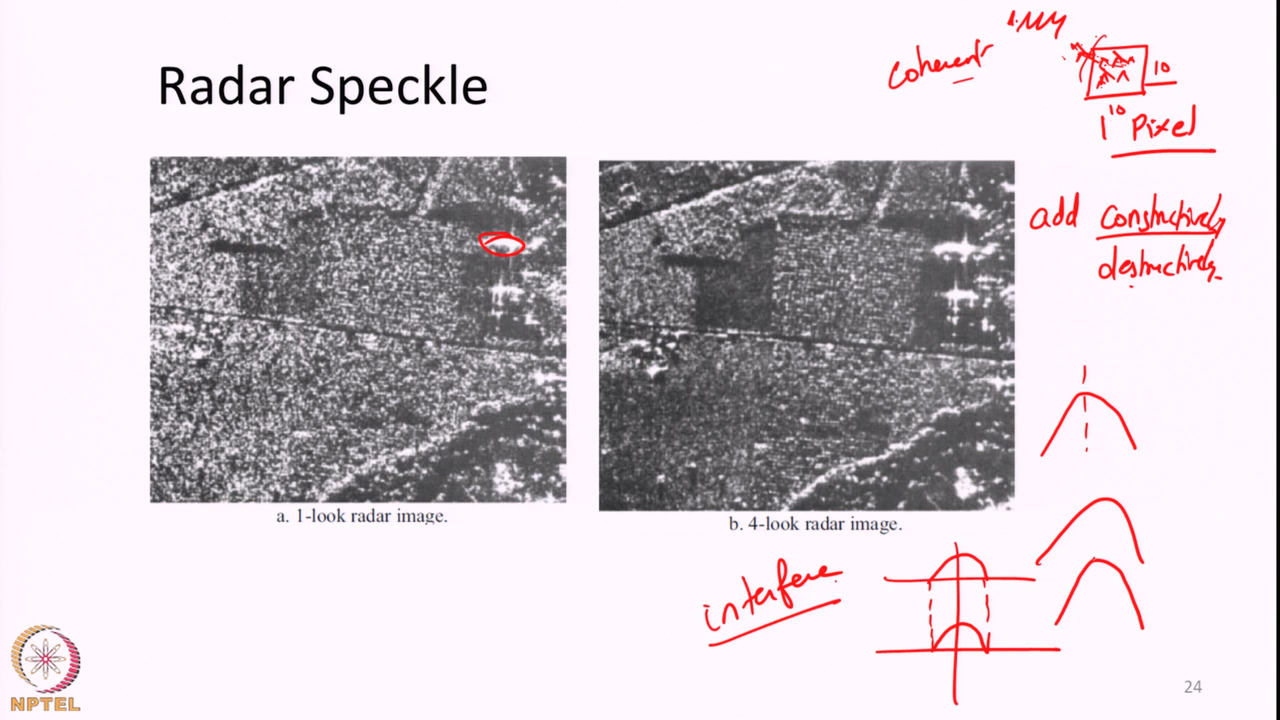 Radar Speckle
coherent
10
10
1 Pixel
add constructively
destructively
a. 1-look radar image.
b. 4-look radar image.
interfere
24
NPTEL